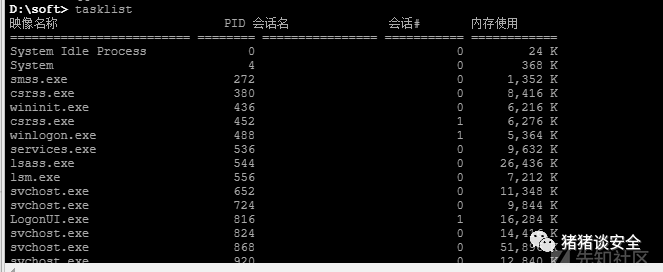 D:\soft> tasklist
映像名称 PID 会话名 会话# 内存使用
========================= ======== ================ =========== ============
System Idle Process 0 0 24 K
System 4 0 368 K
smss.exe 272 0 1,352 K
csrss.exe 380 0 8,416 K
wininit.exe 436 0 6,216 K
csrss.exe 452 1 6,276 K
winlogon.exe 488 1 5,364 K
services.exe 536 0 9,632 K
lsass.exe 544 0 26,436 K
lsm.exe 556 0 7,212 K
svchost.exe 652 0 11,348 K
svchost.exe 724 0 9,844 K
LogonUI.exe 816 1 16,284 K
svchost.exe 824 0 K
svchost.exe 868 0 K
svchost.exe 920 0 12,840 K
猪猪谈安全
先知社区